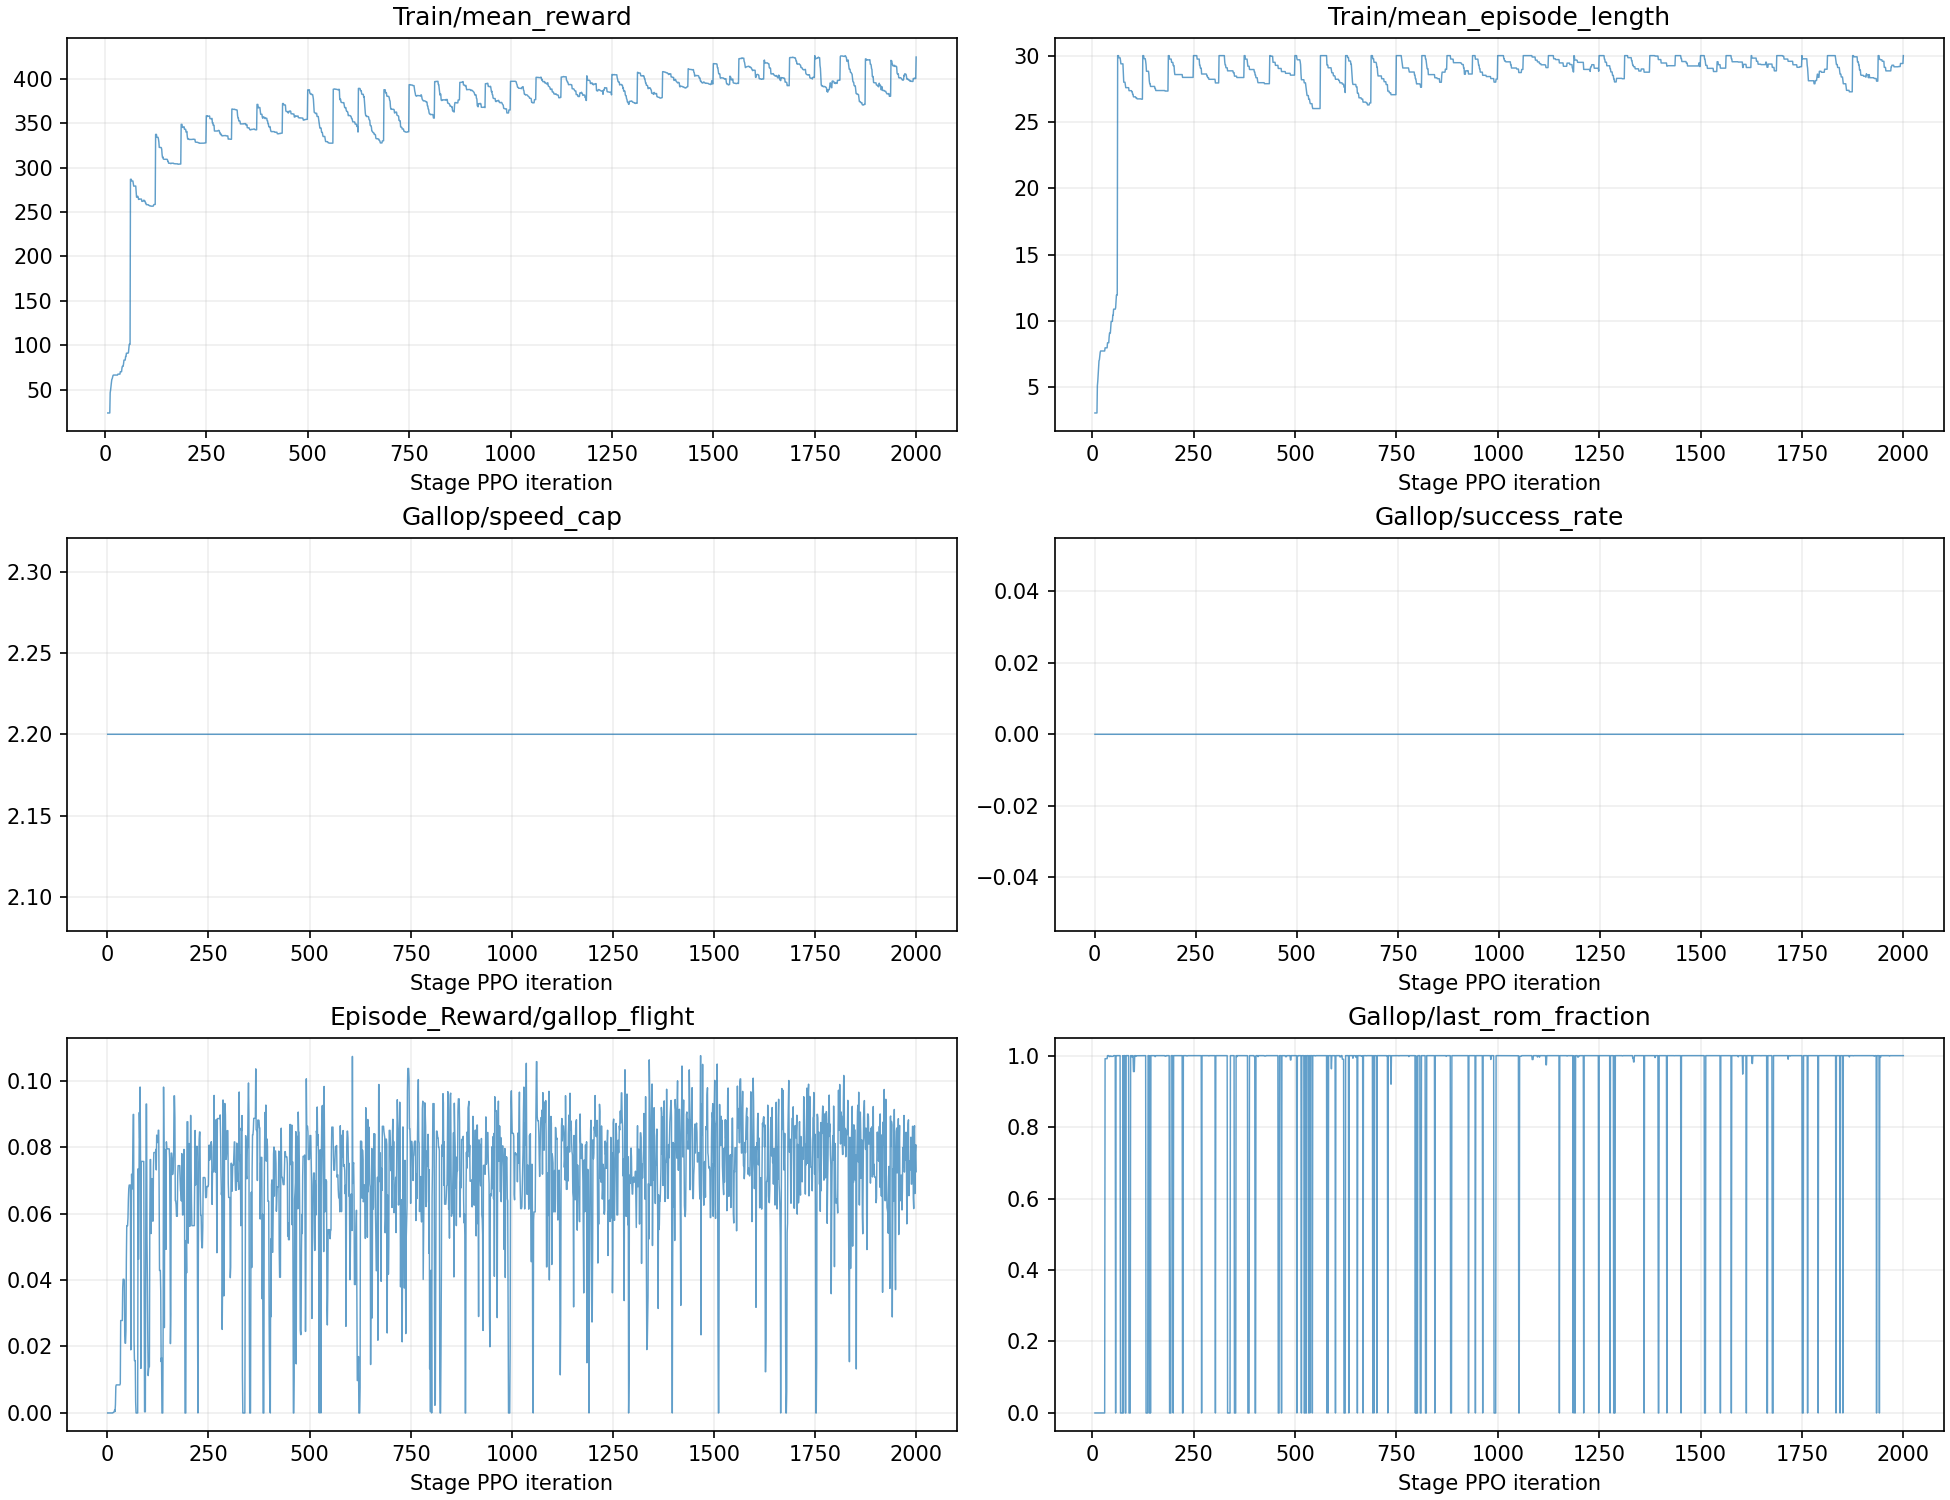 Train/mean_reward
400
350
300
250
200
150
100
50
0 250 500 750 1000 1250 1500 1750 2000
Stage PPO iteration
Train/mean_episode_length
30
25
20
15
10
5
0 250 500 750 1000 1250 1500 1750 2000
Stage PPO iteration
Gallop/speed_cap
2.30
2.25
2.20
2.15
2.10
0 250 500 750 1000 1250 1500 1750 2000
Stage PPO iteration
Gallop/success_rate
0.04
0.02
0.00
−0.02
−0.04
0 250 500 750 1000 1250 1500 1750 2000
Stage PPO iteration
Episode_Reward/gallop_flight
0.10
0.08
0.06
0.04
0.02
0.00
0 250 500 750 1000 1250 1500 1750 2000
Stage PPO iteration
Gallop/last_rom_fraction
1.0
0.8
0.6
0.4
0.2
0.0
0 250 500 750 1000 1250 1500 1750 2000
Stage PPO iteration